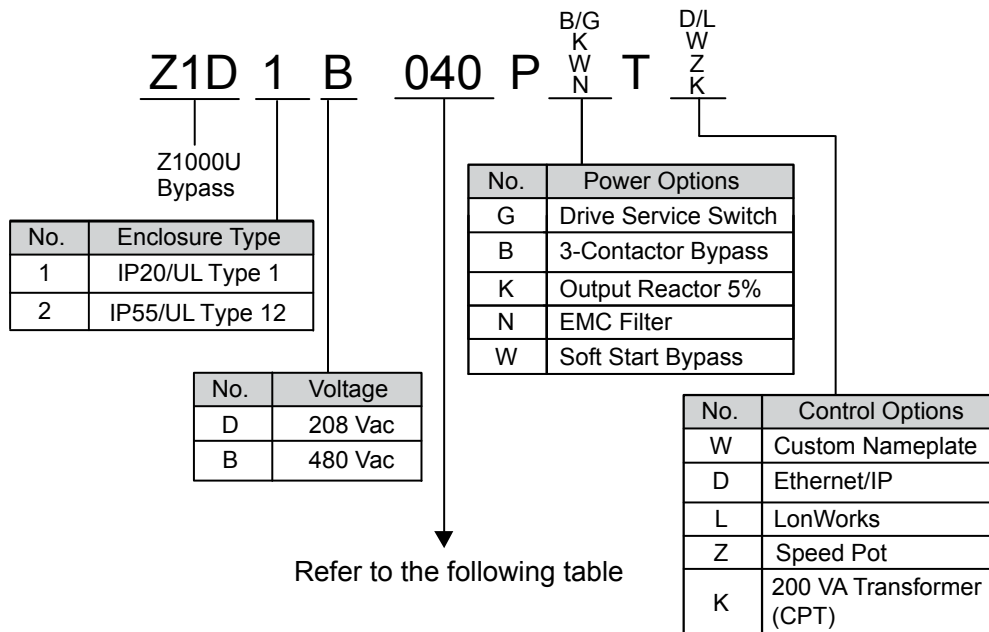 B/G
K
W
N
D/L
W
Z
K
Z1D 1 B 040 P T
Z1000U
Bypass
No. Enclosure Type
1 IP20/UL Type 1
2 IP55/UL Type 12
No. Power Options
G Drive Service Switch
B 3-Contactor Bypass
K Output Reactor 5%
N EMC Filter
W Soft Start Bypass
No. Voltage
D 208 Vac
B 480 Vac
No. Control Options
W Custom Nameplate
D Ethernet/IP
L LonWorks
Z Speed Pot
K 200 VA Transformer
(CPT)
Refer to the following table